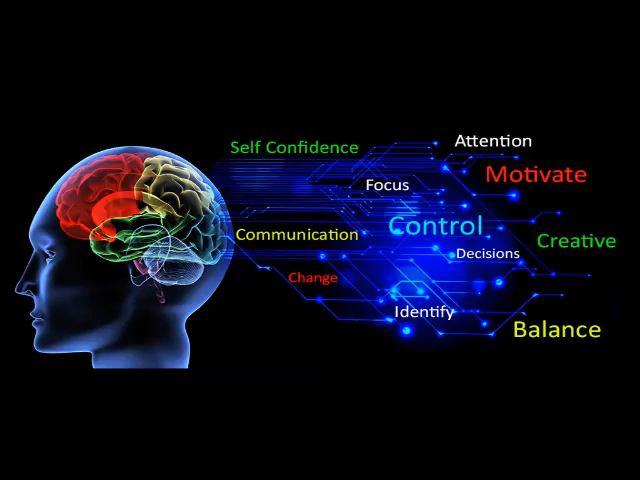 Attention
Self Confidence
Motivate
Focus
Control
Communication
Creative
Decisions
Change
Identify
Balance